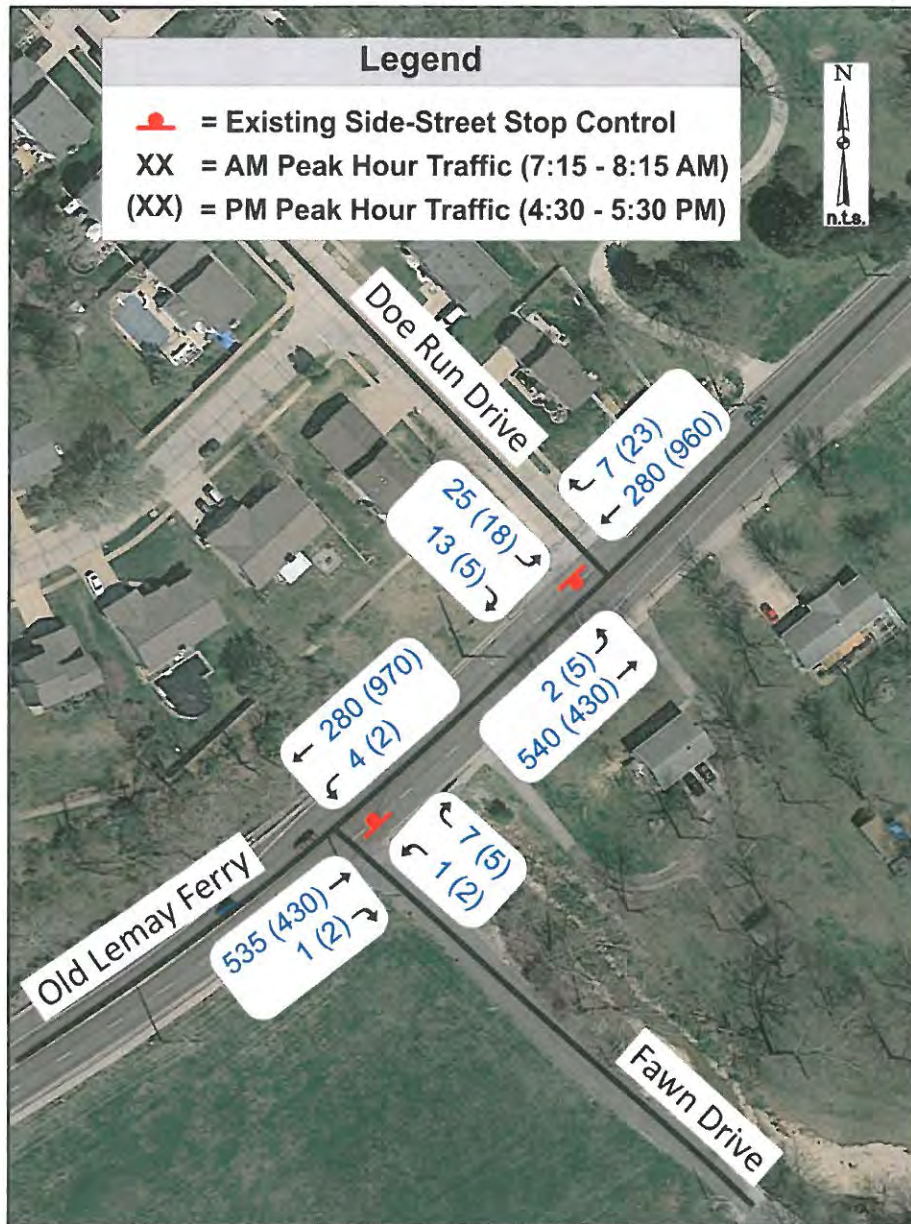 Legend
= Existing Side-Street Stop Control
XX = AM Peak Hour Traffic (7:15 - 8:15 AM)
(XX) = PM Peak Hour Traffic (4:30 - 5:30 PM)
N
n.t.s.
Doe Run Drive
7 (23)
280 (960)
25 (18)
13 (5)
2 (5)
540 (430)
280 (970)
4 (2)
7 (5)
1 (2)
535 (430)
1 (2)
Old Lemay Ferry
Fawn Drive